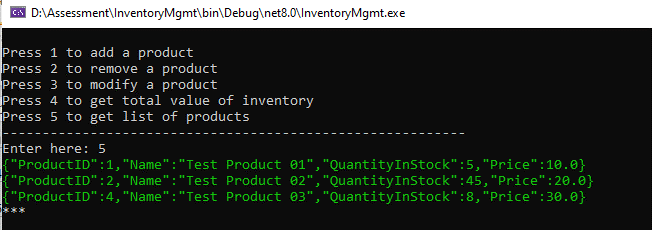 D:\Assessment\InventoryMgmt\bin\Debug\net8.0\InventoryMgmt.exe
Press 1 to add a product
Press 2 to remove a product
Press 3 to modify a product
Press 4 to get total value of inventory
Press 5 to get list of products
----------------------------------------------------------
Enter here: 5
{"ProductID":1,"Name":"Test Product 01","QuantityInStock":5,"Price":10.0}
{"ProductID":2,"Name":"Test Product 02","QuantityInStock":45,"Price":20.0}
{"ProductID":4,"Name":"Test Product 03","QuantityInStock":8,"Price":30.0}
***